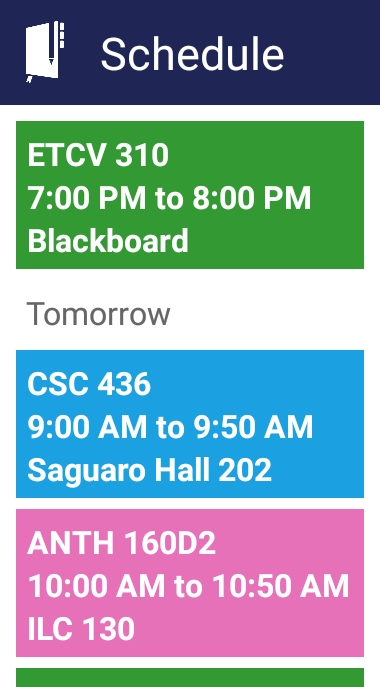 Schedule
ETCV 310
7:00 PM to 8:00 PM
Blackboard
Tomorrow
CSC 436
9:00 AM to 9:50 AM
Saguaro Hall 202
ANTH 160D2
10:00 AM to 10:50 AM
ILC 130